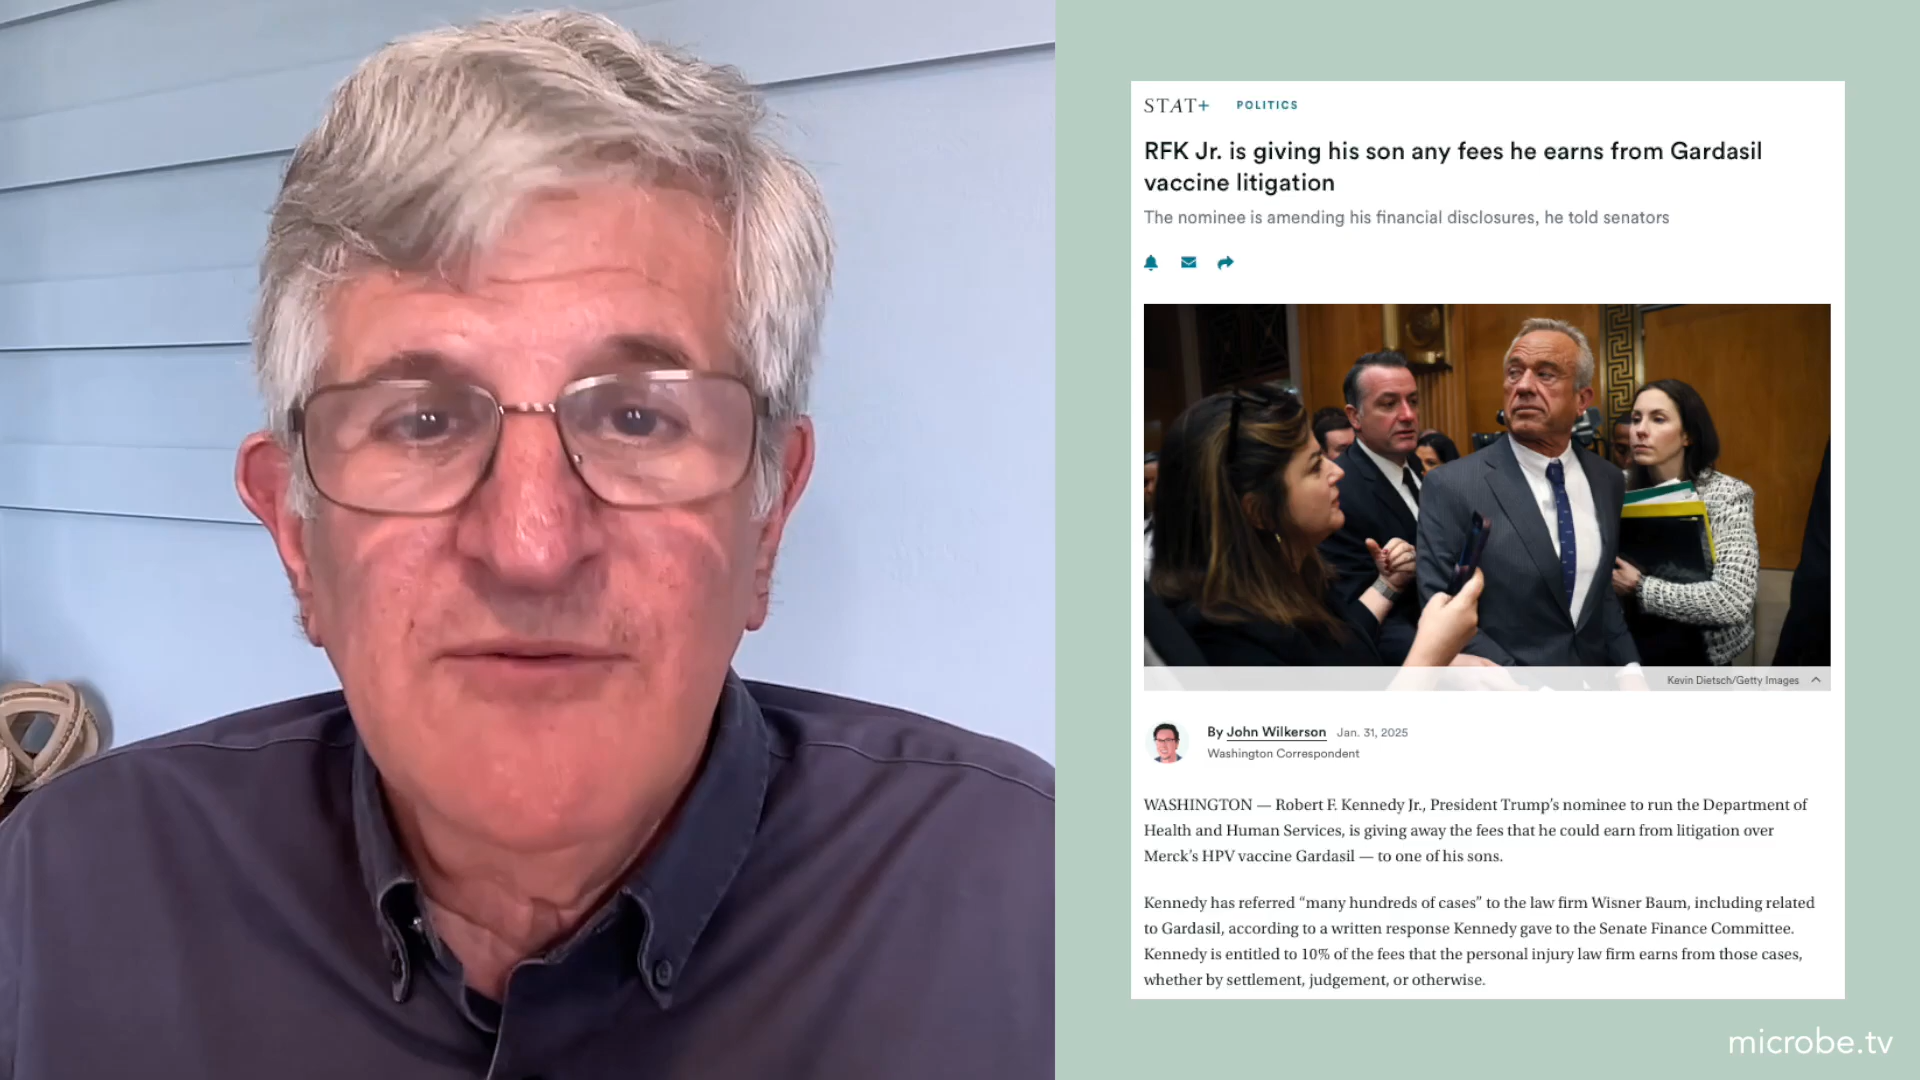 STAT+ POLITICS
RFK Jr. is giving his son any fees he earns from Gardasil
vaccine litigation
The nominee is amending his financial disclosures, he told senators
Kevin Dietsch/Getty Images
By John Wilkerson Jan. 31, 2025
Washington Correspondent
WASHINGTON — Robert F. Kennedy Jr., President Trump’s nominee to run the Department of
Health and Human Services, is giving away the fees that he could earn from litigation over
Merck’s HPV vaccine Gardasil — to one of his sons.
Kennedy has referred “many hundreds of cases” to the law firm Wisner Baum, including related
to Gardasil, according to a written response Kennedy gave to the Senate Finance Committee.
Kennedy is entitled to 10% of the fees that the personal injury law firm earns from those cases,
whether by settlement, judgement, or otherwise.
microbe.tv